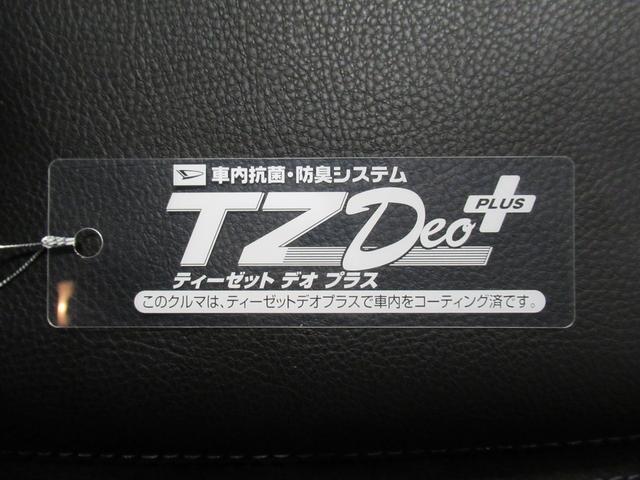 車内抗菌・防臭システム
TZ Deo PLUS
ティーゼット デオ プラス
このクルマは、ティーゼットデオプラスで車内をコーティング済です。